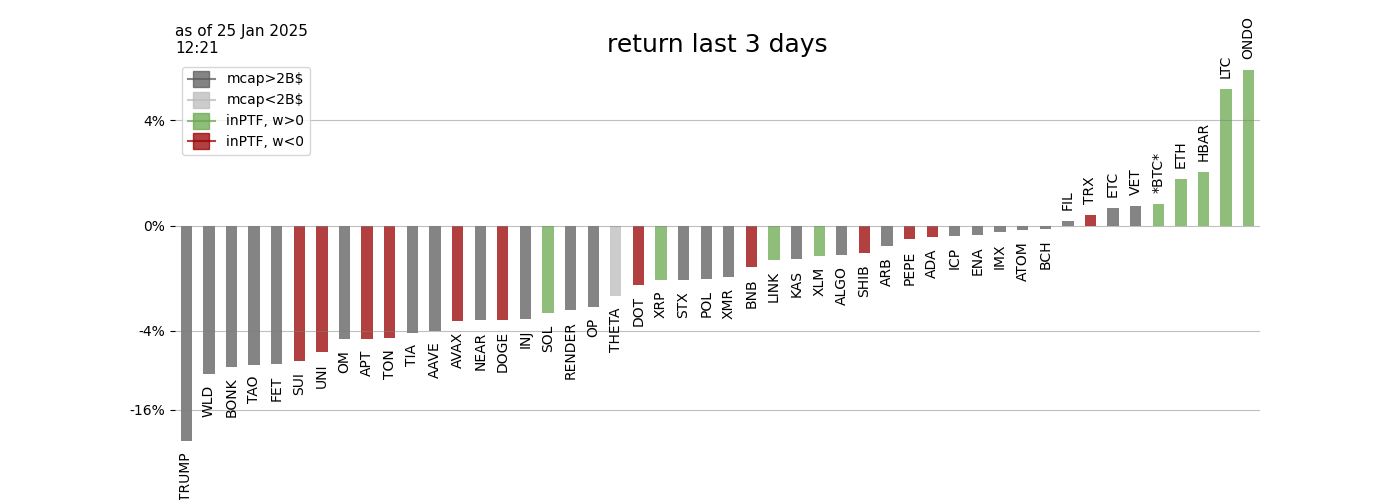 as of 25 Jan 2025
12:21
return last 3 days
mcap>2B$
mcap<2B$
inPTF, w>0
inPTF, w<0
4%
0%
-4%
-16%
TRUMP
WLD
BONK
TAO
FET
SUI
UNI
OM
APT
TON
TIA
AAVE
AVAX
NEAR
DOGE
INJ
SOL
RENDER
OP
THETA
DOT
XRP
STX
POL
XMR
BNB
LINK
KAS
XLM
ALGO
SHIB
ARB
PEPE
ADA
ICP
ENA
IMX
ATOM
BCH
FIL
TRX
ETC
VET
*BTC*
ETH
HBAR
LTC
ONDO